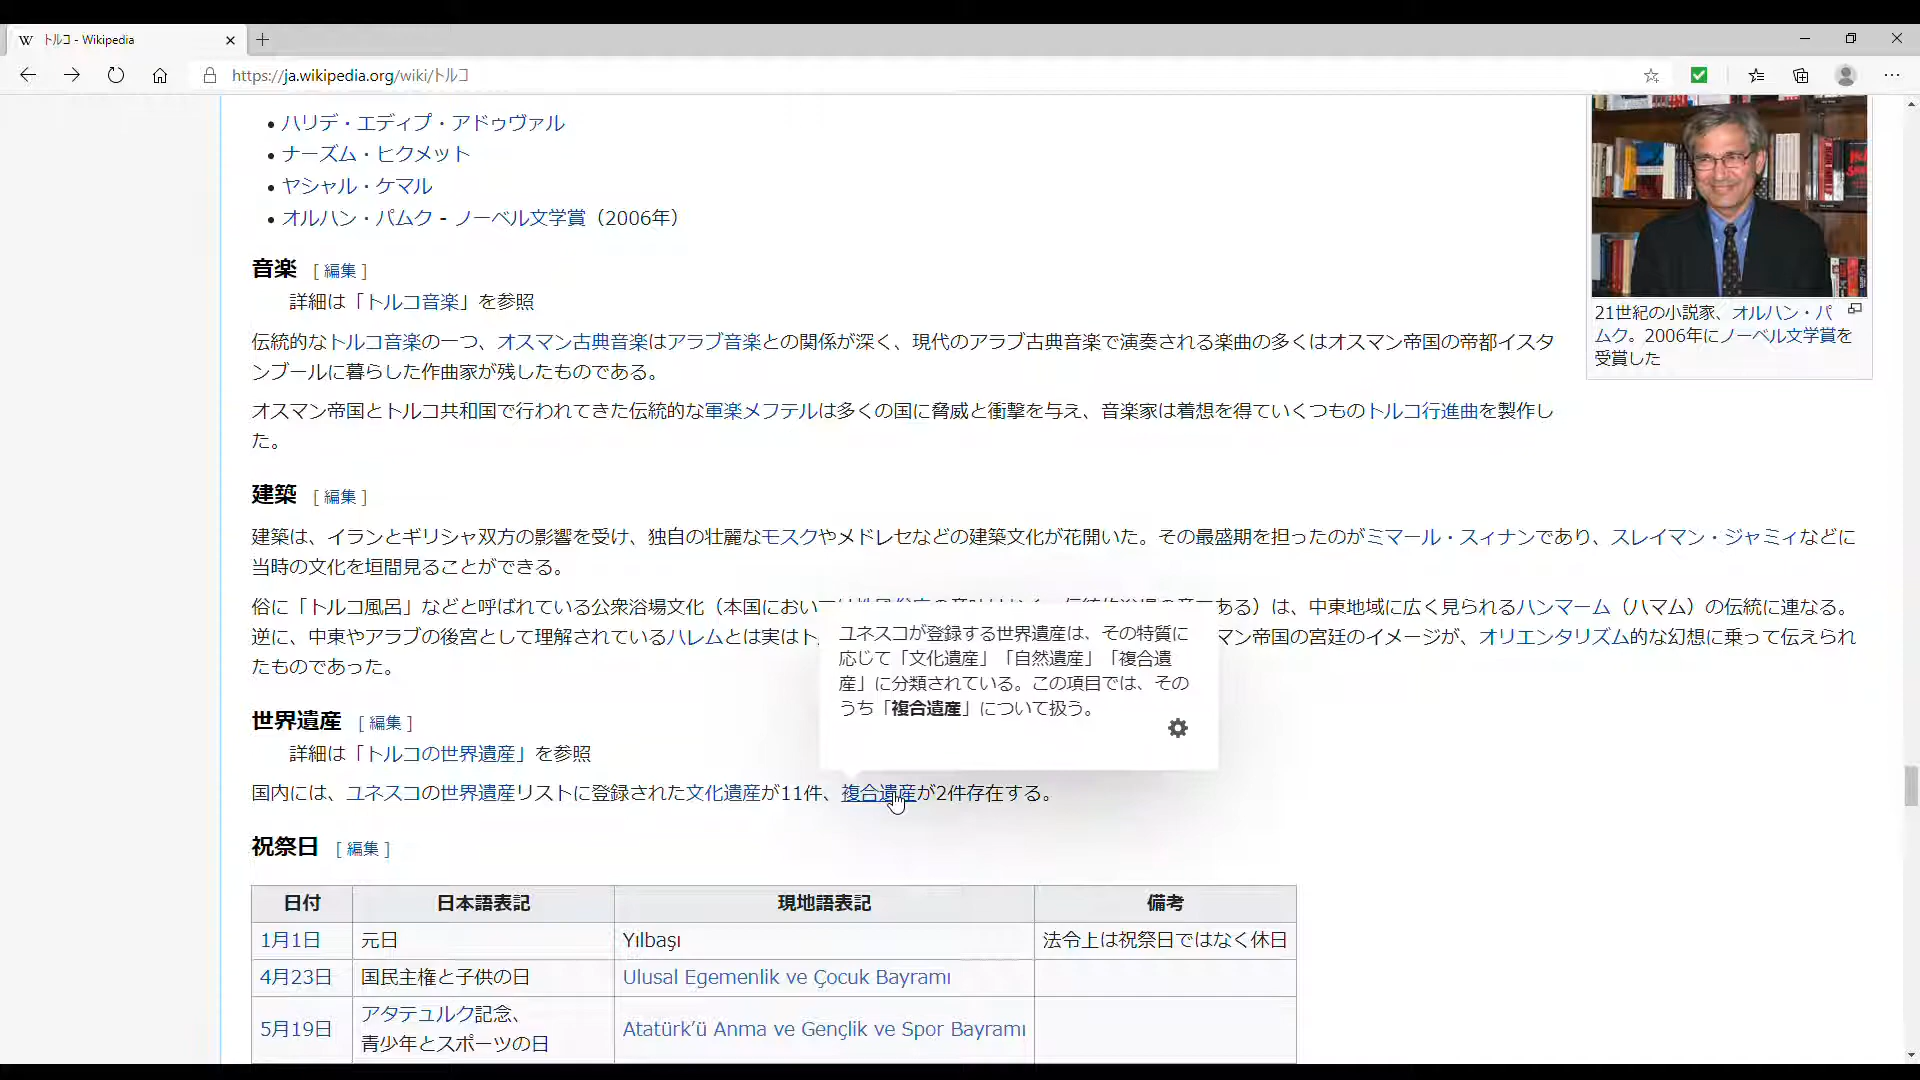 トルコ - Wikipedia
https://ja.wikipedia.org/wiki/トルコ
ハリデ・エディプ・アドゥヴァル
ナーズム・ヒクメット
ヤシャル・ケマル
オルハン・パムク - ノーベル文学賞（2006年）
21世紀の小説家、オルハン・パ
ムク。2006年にノーベル文学賞を
受賞した
音楽 [ 編集 ]
詳細は「トルコ音楽」を参照
伝統的なトルコ音楽の一つ、オスマン古典音楽はアラブ音楽との関係が深く、現代のアラブ古典音楽で演奏される楽曲の多くはオスマン帝国の帝都イスタ
ンブールに暮らした作曲家が残したものである。
オスマン帝国とトルコ共和国で行われてきた伝統的な軍楽メフテルは多くの国に脅威と衝撃を与え、音楽家は着想を得ていくつものトルコ行進曲を製作し
た。
建築 [ 編集 ]
建築は、イランとギリシャ双方の影響を受け、独自の壮麗なモスクやメドレセなどの建築文化が花開いた。その最盛期を担ったのがミマール・スィナンであり、スレイマン・ジャミィなどに
当時の文化を垣間見ることができる。
俗に「トルコ風呂」などと呼ばれている公衆浴場文化（本国におい ある）は、中東地域に広く見られるハンマーム（ハマム）の伝統に連なる。
逆に、中東やアラブの後宮として理解されているハレムとは実はト マン帝国の宮廷のイメージが、オリエンタリズム的な幻想に乗って伝えられ
たものであった。
ユネスコが登録する世界遺産は、その特質に
応じて「文化遺産」「自然遺産」「複合遺
産」に分類されている。この項目では、その
うち「複合遺産」について扱う。
世界遺産 [ 編集 ]
詳細は「トルコの世界遺産」を参照
国内には、ユネスコの世界遺産リストに登録された文化遺産が11件、複合遺産が2件存在する。
祝祭日 [ 編集 ]
日付 日本語表記 現地語表記 備考
1月1日 元日 Yılbaşı 法令上は祝祭日ではなく休日
4月23日 国民主権と子供の日 Ulusal Egemenlik ve Çocuk Bayramı
5月19日 アタテュルク記念、
青少年とスポーツの日 Atatürk'ü Anma ve Gençlik ve Spor Bayramı